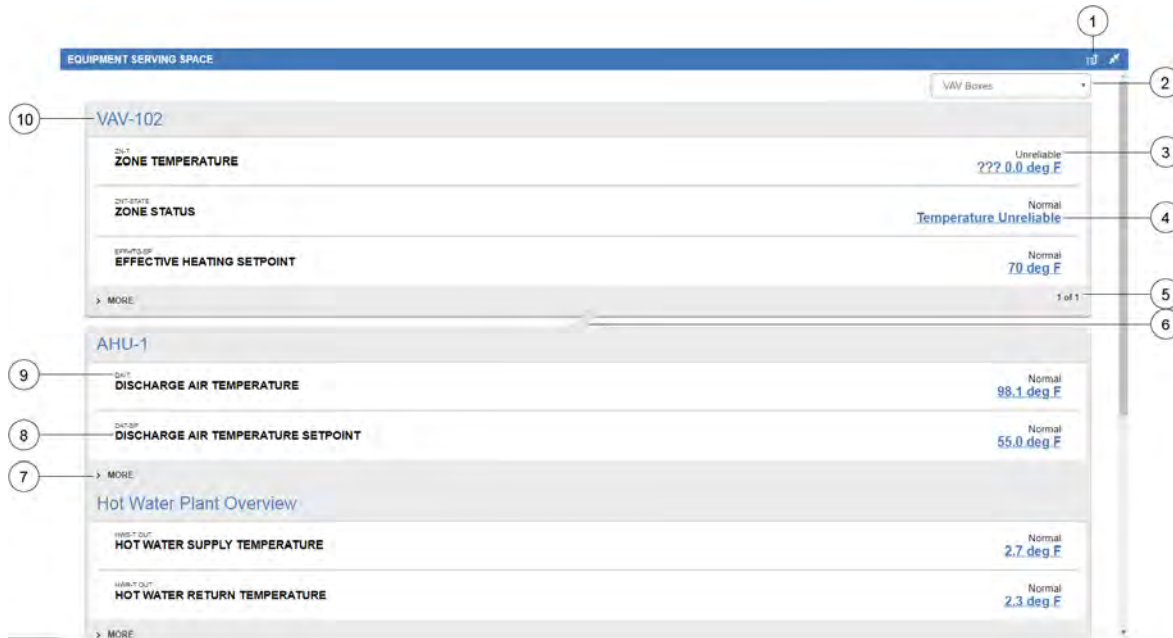 1
EQUIPMENT SERVING SPACE
VAV Boxes
2
10
VAV-102
ZN-T
Unreliable
3
ZONE TEMPERATURE
??? 0.0 deg F
ZNT-STATE
Normal
ZONE STATUS
Temperature Unreliable
4
EFFHTG-SP
Normal
EFFECTIVE HEATING SETPOINT
70 deg F
> MORE
1 of 1
5
6
AHU-1
9
DA-T
Normal
DISCHARGE AIR TEMPERATURE
98.1 deg F
8
DAT-SP
Normal
DISCHARGE AIR TEMPERATURE SETPOINT
55.0 deg F
7
> MORE
Hot Water Plant Overview
HWS-T OUT
Normal
HOT WATER SUPPLY TEMPERATURE
2.7 deg F
HWR-T OUT
Normal
HOT WATER RETURN TEMPERATURE
2.3 deg F
> MORE